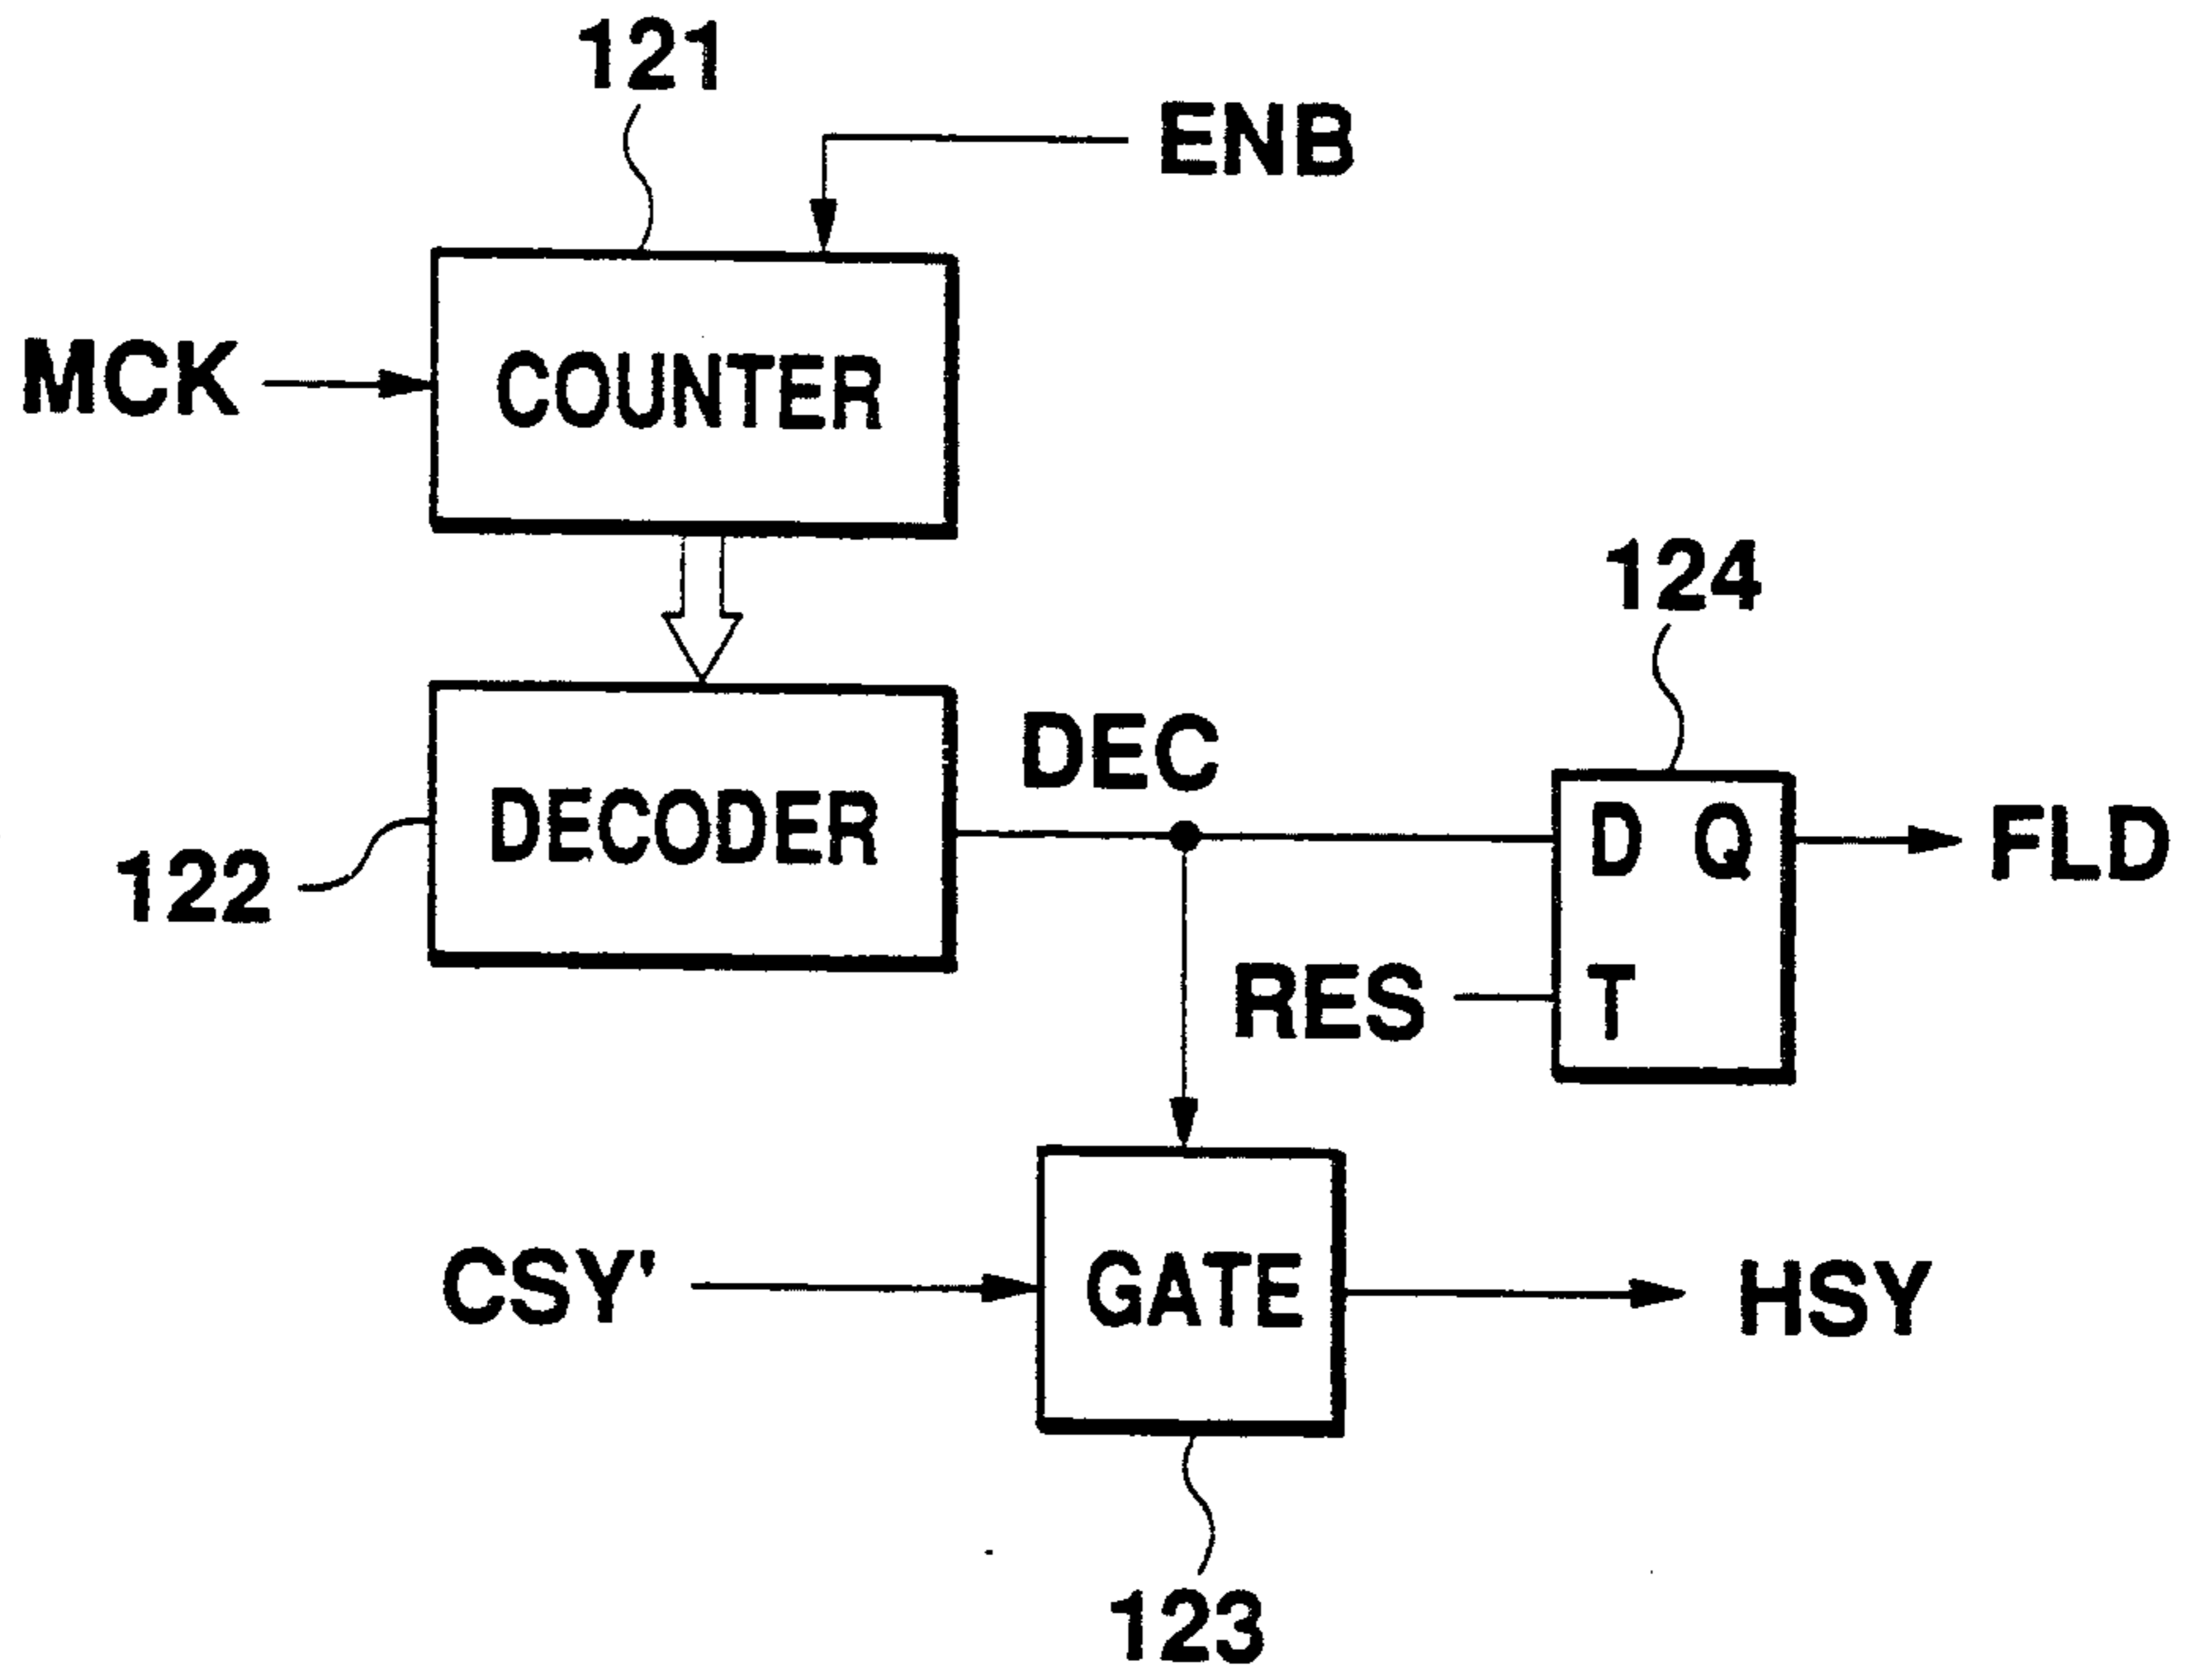 121
ENB
MCK
COUNTER
124
DEC
DECODER
D Q
FLD
122
RES
T
CSY'
GATE
HSY
123